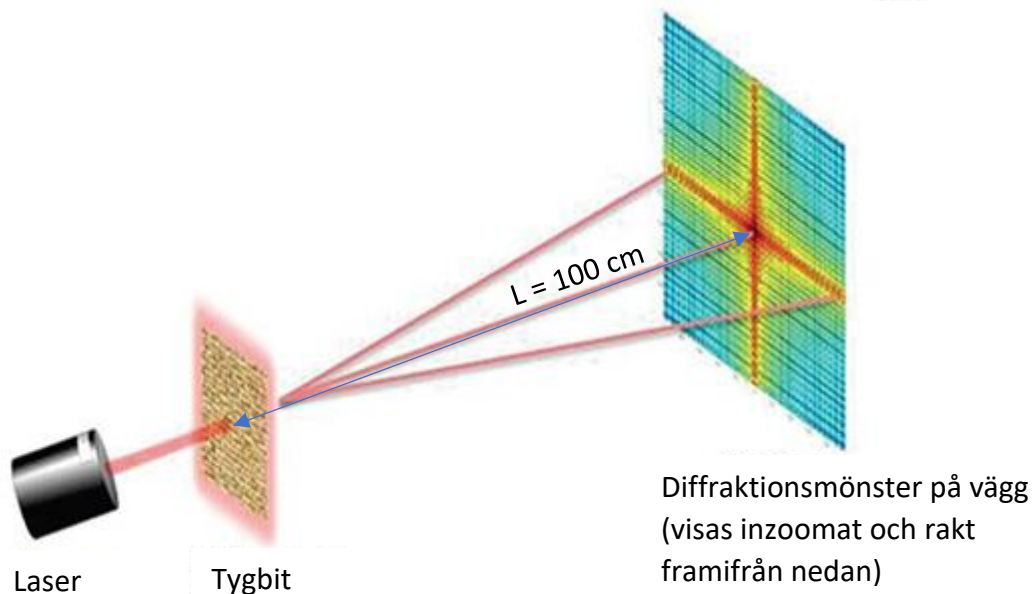 L = 100 cm
Diffraktionsmönster på vägg
(visas inzoomat och rakt
framifrån nedan)
Laser
Tygbit